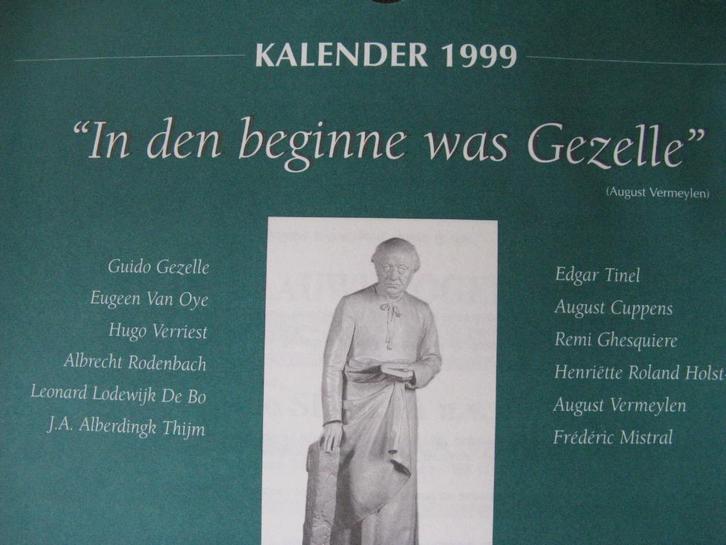 KALENDER 1999
“In den beginne was Gezelle”
(August Vermeylen)
Guido Gezelle
Eugeen Van Oye
Hugo Verriest
Albrecht Rodenbach
Leonard Lodewijk De Bo
J.A. Alberdingk Thijm
Edgar Tinel
August Cuppens
Remi Ghesquiere
Henriëtte Roland Holst-
August Vermeylen
Frédéric Mistral